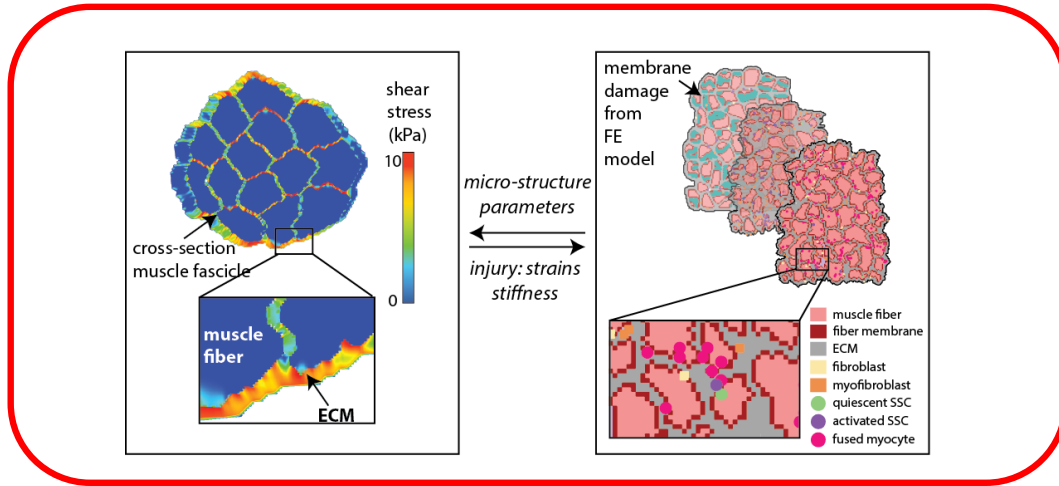 shear
stress
(kPa)
10
0
cross-section
muscle fascicle
muscle
fiber
ECM
micro-structure
parameters
injury: strains
stiffness
membrane
damage
from
FE
model
muscle fiber
fiber membrane
ECM
fibroblast
myofibroblast
quiescent SSC
activated SSC
fused myocyte